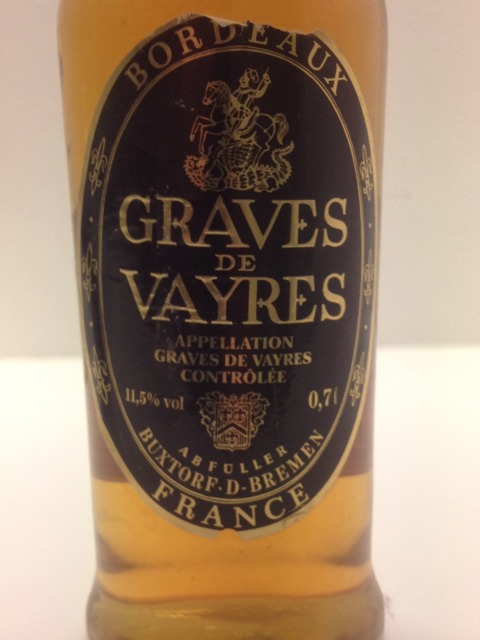 BORDEAUX
GRAVES
DE
VAYRES
APPELLATION
GRAVES DE VAYRES
CONTRÔLÉE
11,5% vol 0,7l
ABFÜLLER
BUXTORF·D-BREMEN
FRANCE